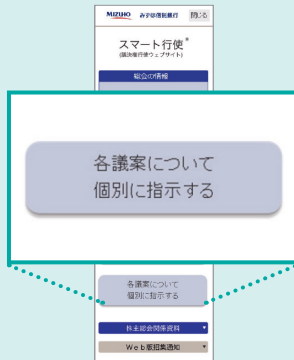 MIZUHO みずほ信託銀行 閉じる
スマート行使®
(議決権行使ウェブサイト)
総会の情報
各議案について
個別に指示する
各議案について
個別に指示する
株主総会関係資料 ▼
Web版招集通知 ▼